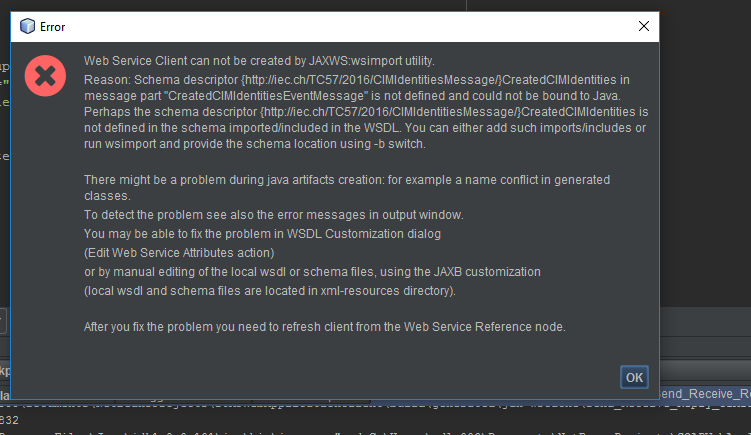 Error
Web Service Client can not be created by JAXWS:wsimport utility.
Reason: Schema descriptor {http://iec.ch/TC57/2016/CIMIdentitiesMessage/}CreatedCIMIdentities in
message part "CreatedCIMIdentitiesEventMessage" is not defined and could not be bound to Java.
Perhaps the schema descriptor {http://iec.ch/TC57/2016/CIMIdentitiesMessage/}CreatedCIMIdentities is
not defined in the schema imported/included in the WSDL. You can either add such imports/includes or
run wsimport and provide the schema location using -b switch.
There might be a problem during java artifacts creation: for example a name conflict in generated
classes.
To detect the problem see also the error messages in output window.
You may be able to fix the problem in WSDL Customization dialog
(Edit Web Service Attributes action)
or by manual editing of the local wsdl or schema files, using the JAXB customization
(local wsdl and schema files are located in xml-resources directory).
After you fix the problem you need to refresh client from the Web Service Reference node.
OK
end_Receive_Re
832